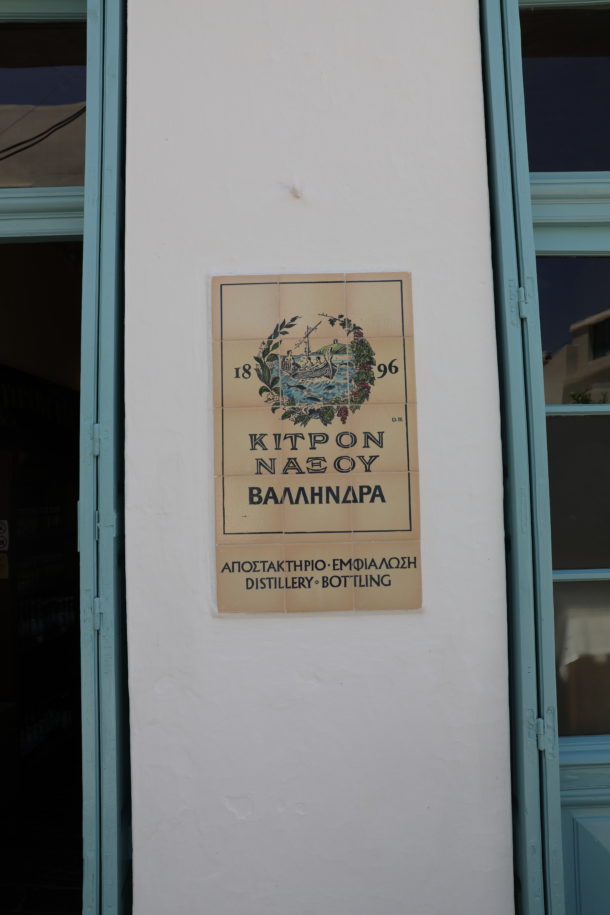 18 96
ΚΙΤΡΟΝ
ΝΑΞΟΥ
ΒΑΛΛΗΝΔΡΑ
ΑΠΟΣΤΑΚΤΗΡΙΟ · ΕΜΦΙΑΛΩΣΗ
DISTILLERY · BOTTLING